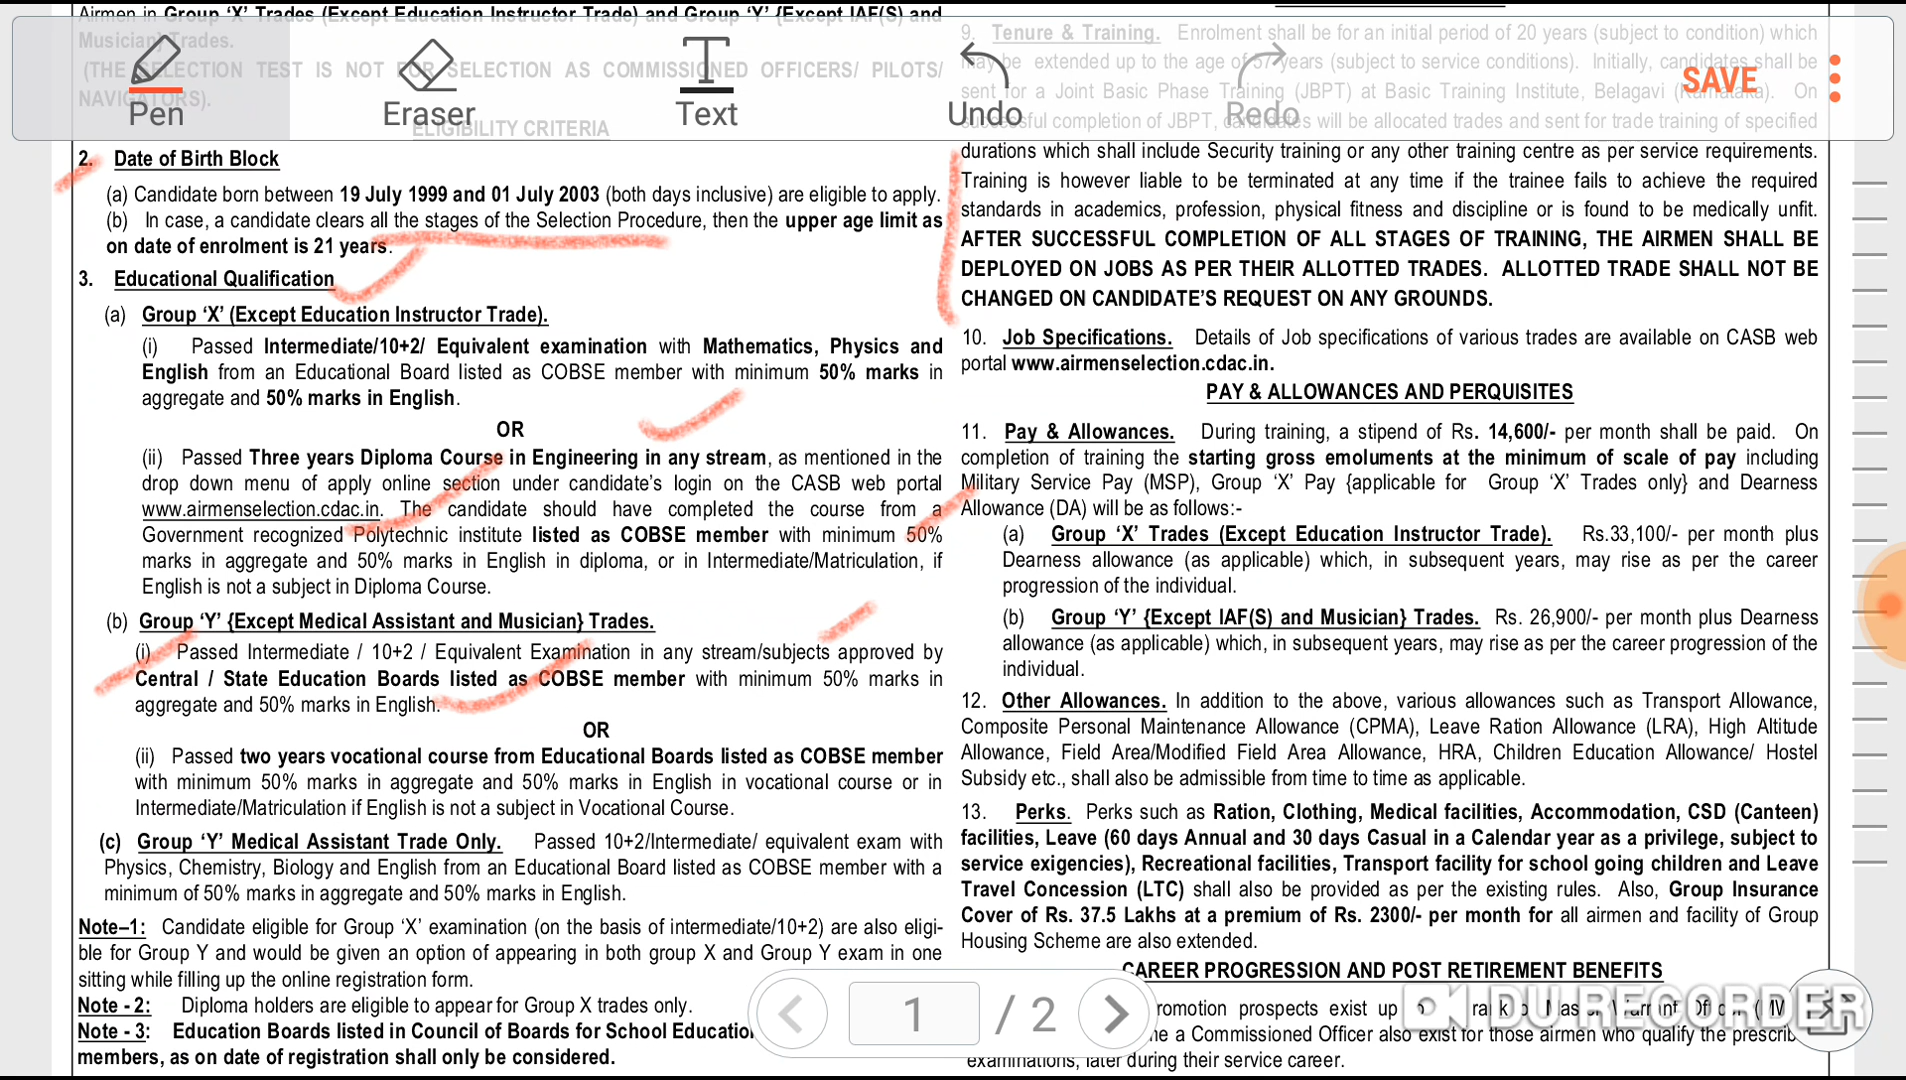 Airmen in Group ‘X’ Trades (Except Education Instructor Trade) and Group ‘Y’ {Except IAF(S) and
Musician} Trades.
(THE SELECTION TEST IS NOT FOR SELECTION AS COMMISSIONED OFFICERS/ PILOTS/
NAVIGATORS).
Pen
Eraser
Text
Undo
Redo
SAVE
ELIGIBILITY CRITERIA
2. Date of Birth Block
(a) Candidate born between 19 July 1999 and 01 July 2003 (both days inclusive) are eligible to apply.
(b) In case, a candidate clears all the stages of the Selection Procedure, then the upper age limit as
on date of enrolment is 21 years.
3. Educational Qualification
(a) Group ‘X’ (Except Education Instructor Trade).
(i) Passed Intermediate/10+2/ Equivalent examination with Mathematics, Physics and
English from an Educational Board listed as COBSE member with minimum 50% marks in
aggregate and 50% marks in English.
OR
(ii) Passed Three years Diploma Course in Engineering in any stream, as mentioned in the
drop down menu of apply online section under candidate’s login on the CASB web portal
www.airmenselection.cdac.in. The candidate should have completed the course from a
Government recognized Polytechnic institute listed as COBSE member with minimum 50%
marks in aggregate and 50% marks in English in diploma, or in Intermediate/Matriculation, if
English is not a subject in Diploma Course.
(b) Group ‘Y’ {Except Medical Assistant and Musician} Trades.
(i) Passed Intermediate / 10+2 / Equivalent Examination in any stream/subjects approved by
Central / State Education Boards listed as COBSE member with minimum 50% marks in
aggregate and 50% marks in English.
OR
(ii) Passed two years vocational course from Educational Boards listed as COBSE member
with minimum 50% marks in aggregate and 50% marks in English in vocational course or in
Intermediate/Matriculation if English is not a subject in Vocational Course.
(c) Group ‘Y’ Medical Assistant Trade Only. Passed 10+2/Intermediate/ equivalent exam with
Physics, Chemistry, Biology and English from an Educational Board listed as COBSE member with a
minimum of 50% marks in aggregate and 50% marks in English.
Note–1: Candidate eligible for Group ‘X’ examination (on the basis of intermediate/10+2) are also eligi-
ble for Group Y and would be given an option of appearing in both group X and Group Y exam in one
sitting while filling up the online registration form.
Note - 2: Diploma holders are eligible to appear for Group X trades only.
Note - 3: Education Boards listed in Council of Boards for School Educatio
members, as on date of registration shall only be considered.
9. Tenure & Training. Enrolment shall be for an initial period of 20 years (subject to condition) which
may be extended up to the age of 57 years (subject to service conditions). Initially, candidates shall be
sent for a Joint Basic Phase Training (JBPT) at Basic Training Institute, Belagavi (Karnataka). On
successful completion of JBPT, candidates will be allocated trades and sent for trade training of specified
durations which shall include Security training or any other training centre as per service requirements.
Training is however liable to be terminated at any time if the trainee fails to achieve the required
standards in academics, profession, physical fitness and discipline or is found to be medically unfit.
AFTER SUCCESSFUL COMPLETION OF ALL STAGES OF TRAINING, THE AIRMEN SHALL BE
DEPLOYED ON JOBS AS PER THEIR ALLOTTED TRADES. ALLOTTED TRADE SHALL NOT BE
CHANGED ON CANDIDATE’S REQUEST ON ANY GROUNDS.
10. Job Specifications. Details of Job specifications of various trades are available on CASB web
portal www.airmenselection.cdac.in.
PAY & ALLOWANCES AND PERQUISITES
11. Pay & Allowances. During training, a stipend of Rs. 14,600/- per month shall be paid. On
completion of training the starting gross emoluments at the minimum of scale of pay including
Military Service Pay (MSP), Group ‘X’ Pay {applicable for Group ‘X’ Trades only} and Dearness
Allowance (DA) will be as follows:-
(a) Group ‘X’ Trades (Except Education Instructor Trade). Rs.33,100/- per month plus
Dearness allowance (as applicable) which, in subsequent years, may rise as per the career
progression of the individual.
(b) Group ‘Y’ {Except IAF(S) and Musician} Trades. Rs. 26,900/- per month plus Dearness
allowance (as applicable) which, in subsequent years, may rise as per the career progression of the
individual.
12. Other Allowances. In addition to the above, various allowances such as Transport Allowance,
Composite Personal Maintenance Allowance (CPMA), Leave Ration Allowance (LRA), High Altitude
Allowance, Field Area/Modified Field Area Allowance, HRA, Children Education Allowance/ Hostel
Subsidy etc., shall also be admissible from time to time as applicable.
13. Perks. Perks such as Ration, Clothing, Medical facilities, Accommodation, CSD (Canteen)
facilities, Leave (60 days Annual and 30 days Casual in a Calendar year as a privilege, subject to
service exigencies), Recreational facilities, Transport facility for school going children and Leave
Travel Concession (LTC) shall also be provided as per the existing rules. Also, Group Insurance
Cover of Rs. 37.5 Lakhs at a premium of Rs. 2300/- per month for all airmen and facility of Group
Housing Scheme are also extended.
CAREER PROGRESSION AND POST RETIREMENT BENEFITS
romotion prospects exist up
me a Commissioned Officer also exist for those airmen who qualify the prescrib
examinations, later during their service career.
1 / 2
DU RECORDER